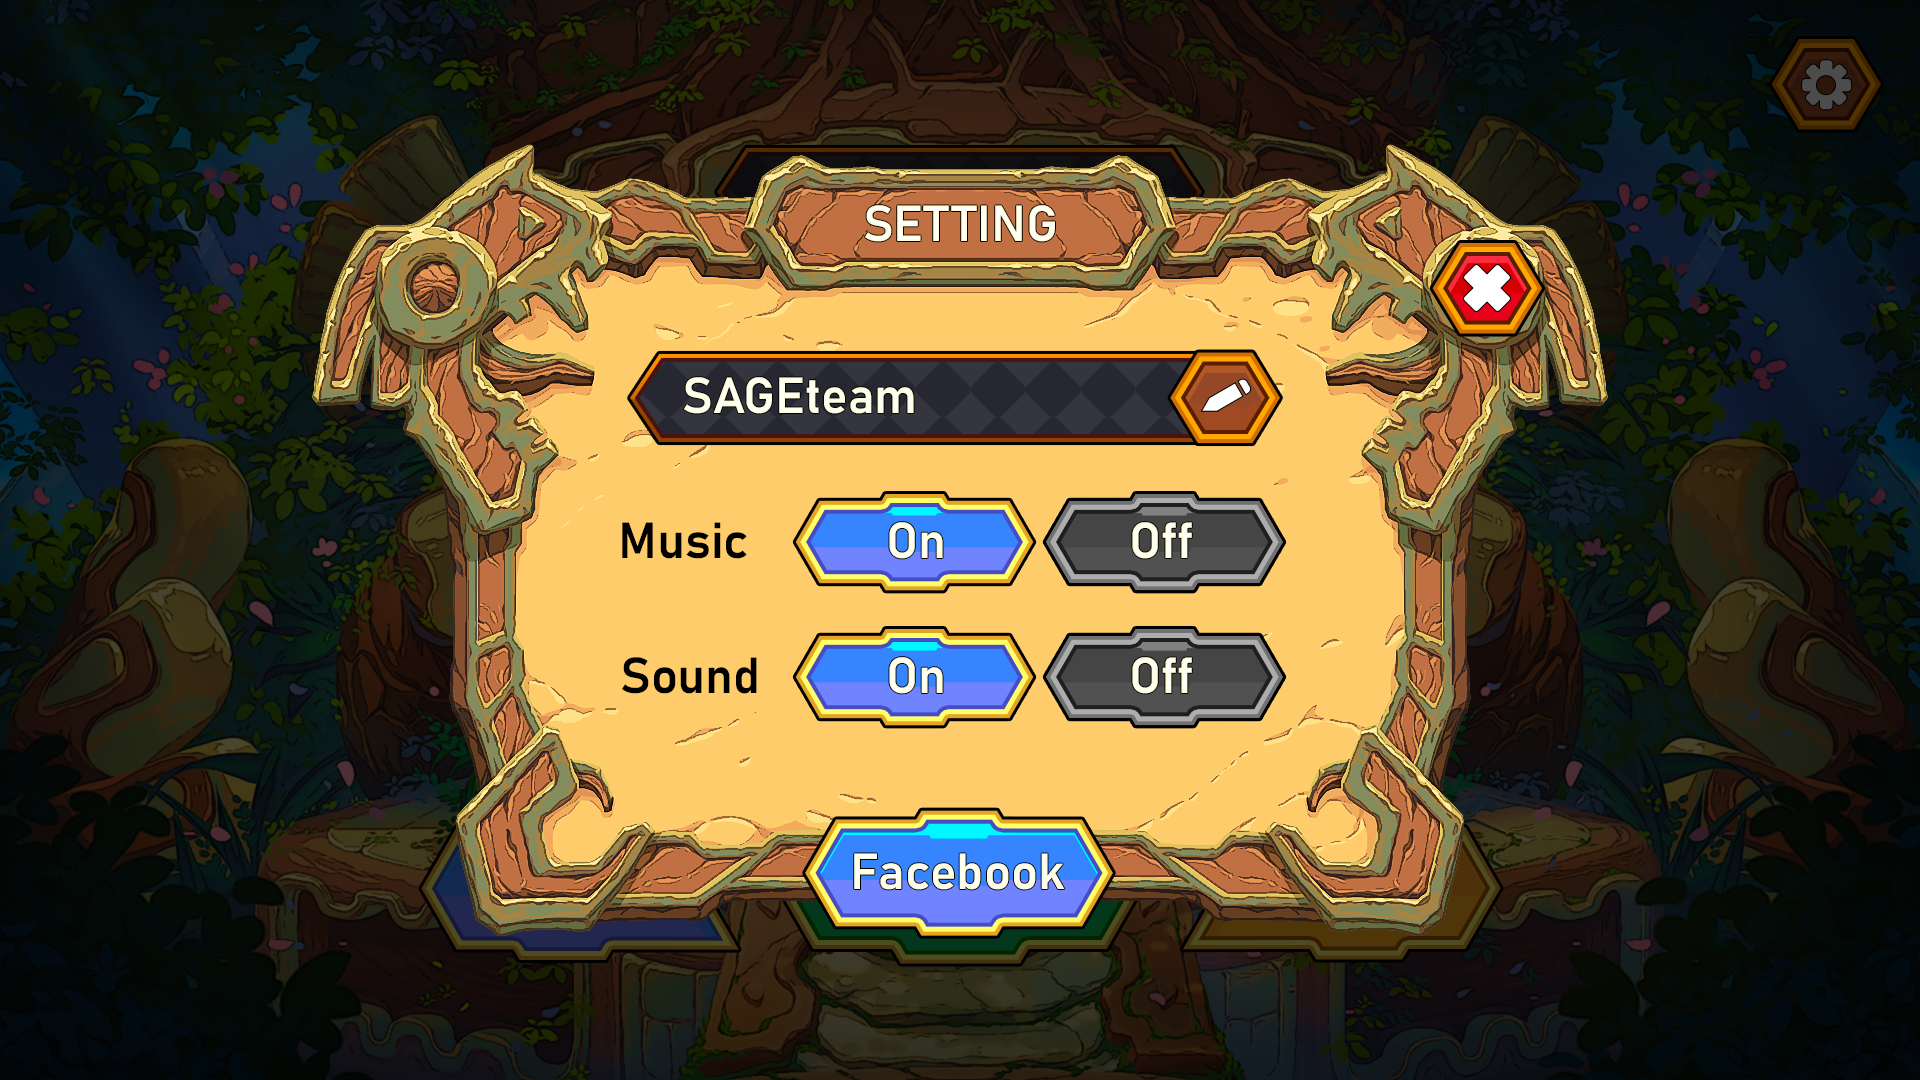 SETTING
SAGEteam
Music On Off
Sound On Off
Facebook